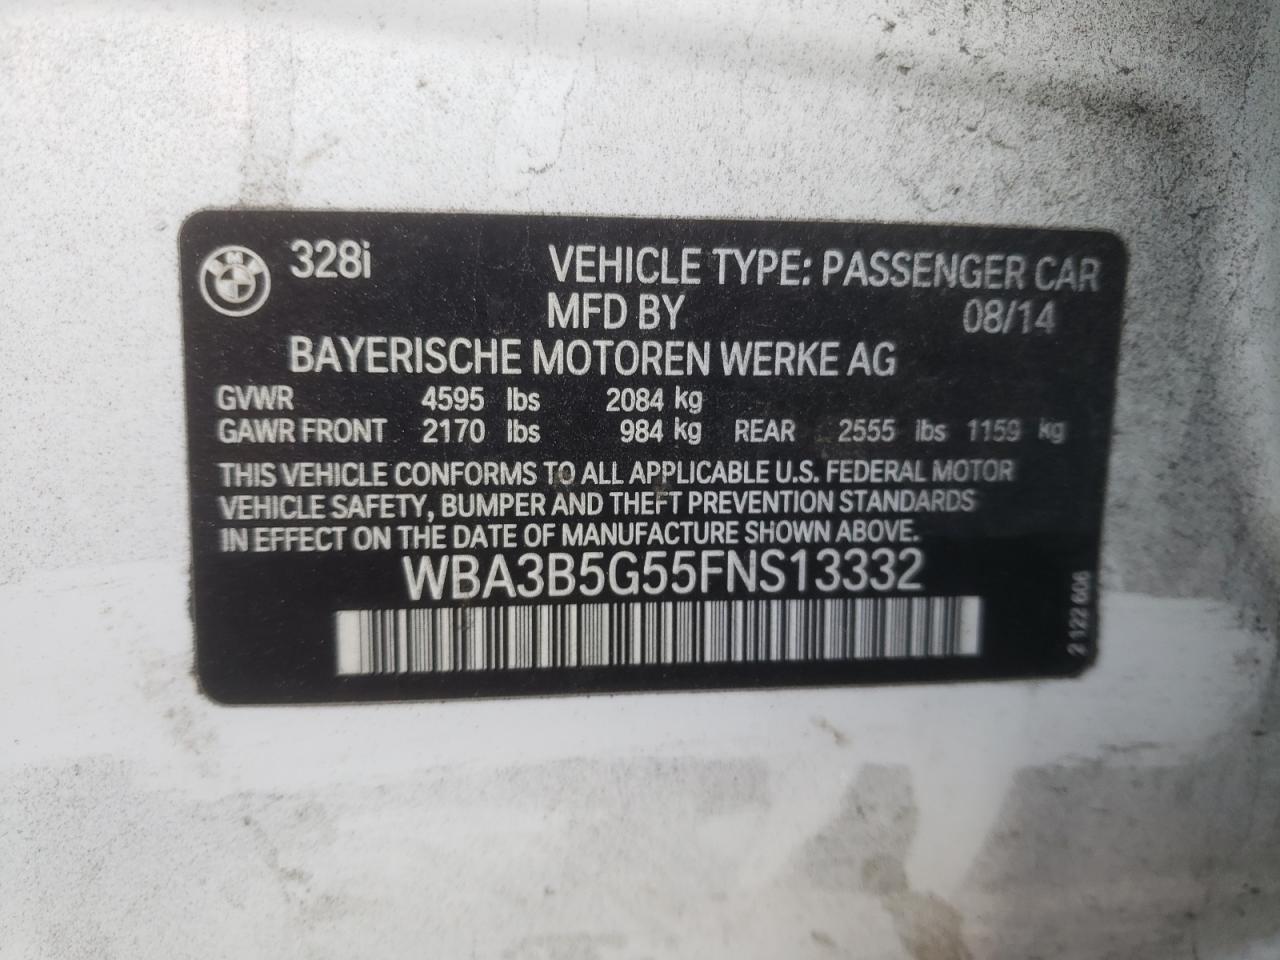 BMW 328i VEHICLE TYPE: PASSENGER CAR
MFD BY 08/14
BAYERISCHE MOTOREN WERKE AG
GVWR 4595 lbs 2084 kg
GAWR FRONT 2170 lbs 984 kg REAR 2555 lbs 1159 kg
THIS VEHICLE CONFORMS TO ALL APPLICABLE U.S. FEDERAL MOTOR
VEHICLE SAFETY, BUMPER AND THEFT PREVENTION STANDARDS
IN EFFECT ON THE DATE OF MANUFACTURE SHOWN ABOVE.
WBA3B5G55FNS13332
2 122 606